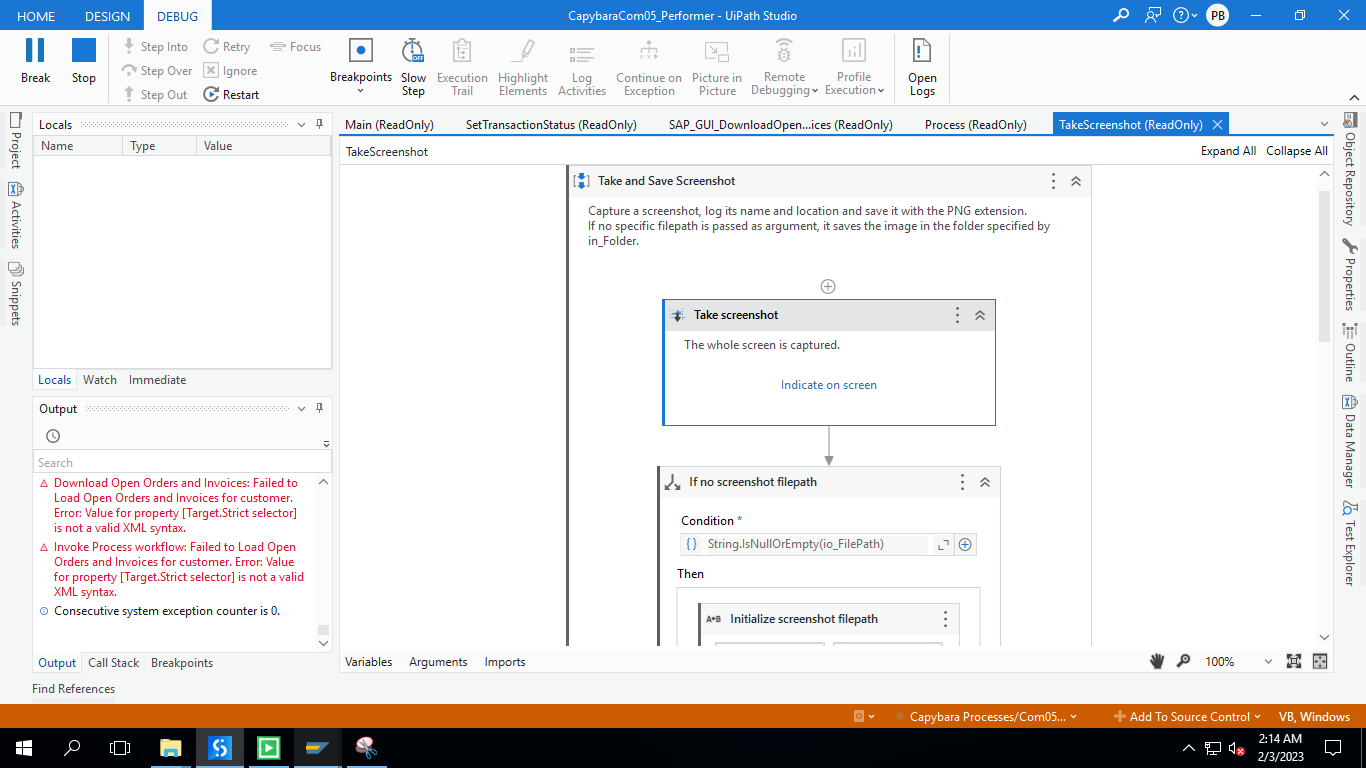 HOME DESIGN DEBUG CapybaraCom05_Performer - UiPath Studio PB
Break Stop Step Into Step Over Step Out Retry Ignore Restart Focus Breakpoints Slow Step Execution Trail Highlight Elements Log Activities Continue on Exception Picture in Picture Remote Debugging Profile Execution Open Logs
Project
Activities
Snippets
Locals
Name Type Value
Locals Watch Immediate
Output
Search
Download Open Orders and Invoices: Failed to
Load Open Orders and Invoices for customer.
Error: Value for property [Target.Strict selector]
is not a valid XML syntax.
Invoke Process workflow: Failed to Load Open
Orders and Invoices for customer. Error: Value
for property [Target.Strict selector] is not a valid
XML syntax.
Consecutive system exception counter is 0.
Output Call Stack Breakpoints
Find References
Main (ReadOnly) SetTransactionStatus (ReadOnly) SAP_GUI_DownloadOpen...ices (ReadOnly) Process (ReadOnly) TakeScreenshot (ReadOnly)
TakeScreenshot Expand All Collapse All
Take and Save Screenshot
Capture a screenshot, log its name and location and save it with the PNG extension.
If no specific filepath is passed as argument, it saves the image in the folder specified by
in_Folder.
Take screenshot
The whole screen is captured.
Indicate on screen
If no screenshot filepath
Condition *
{ } String.IsNullOrEmpty(io_FilePath)
Then
A*B Initialize screenshot filepath
Variables Arguments Imports 100%
Object Repository
Properties
Outline
Data Manager
Test Explorer
Capybara Processes/Com05... Add To Source Control VB, Windows
2:14 AM
2/3/2023